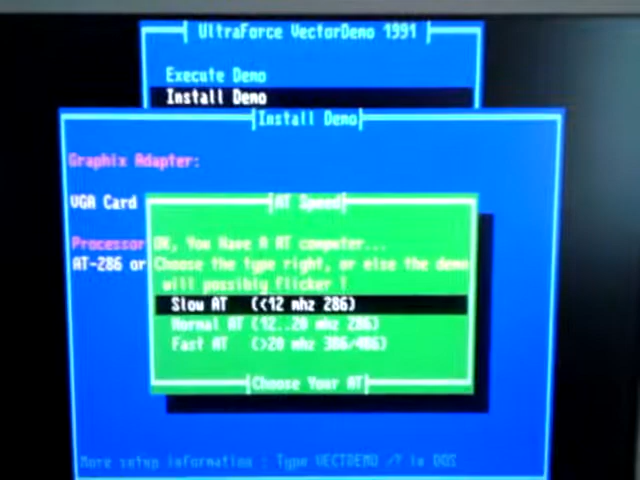 UltraForce VectorDemo 1991
Execute Demo
Install Demo
Install Demo
Graphix Adapter:
VGA Card
AT Speed
Processor
OK, You Have A AT computer...
AT-286 or
Choose the type right, or else the demo
will possibly flicker !
Slow AT (<12 mhz 286)
Normal AT (12..20 mhz 286)
Fast AT (>20 mhz 386/486)
Choose Your AT
More setup information : Type VECTDEMO /? in DOS